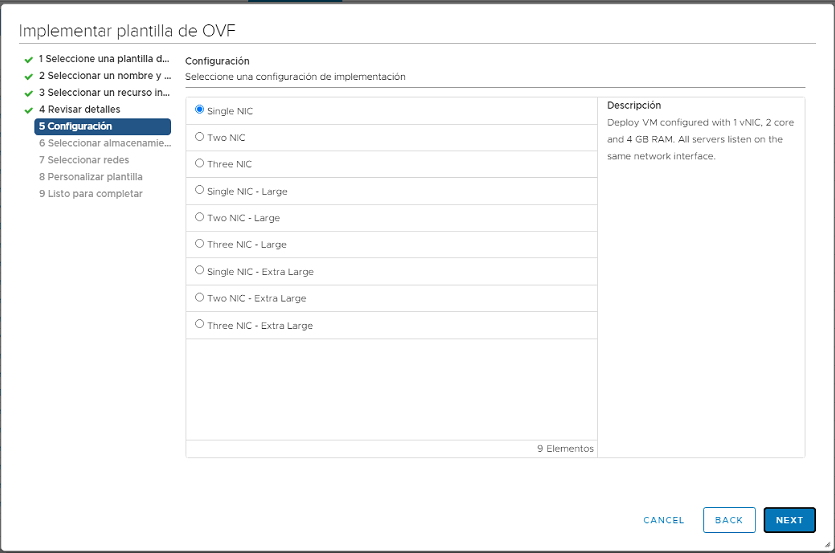 Implementar plantilla de OVF
1 Seleccione una plantilla d...
2 Seleccionar un nombre y ...
3 Seleccionar un recurso in...
4 Revisar detalles
5 Configuración
6 Seleccionar almacenamie...
7 Seleccionar redes
8 Personalizar plantilla
9 Listo para completar
Configuración
Seleccione una configuración de implementación
Single NIC
Two NIC
Three NIC
Single NIC - Large
Two NIC - Large
Three NIC - Large
Single NIC - Extra Large
Two NIC - Extra Large
Three NIC - Extra Large
9 Elementos
Descripción
Deploy VM configured with 1 vNIC, 2 core
and 4 GB RAM. All servers listen on the
same network interface.
CANCEL
BACK
NEXT